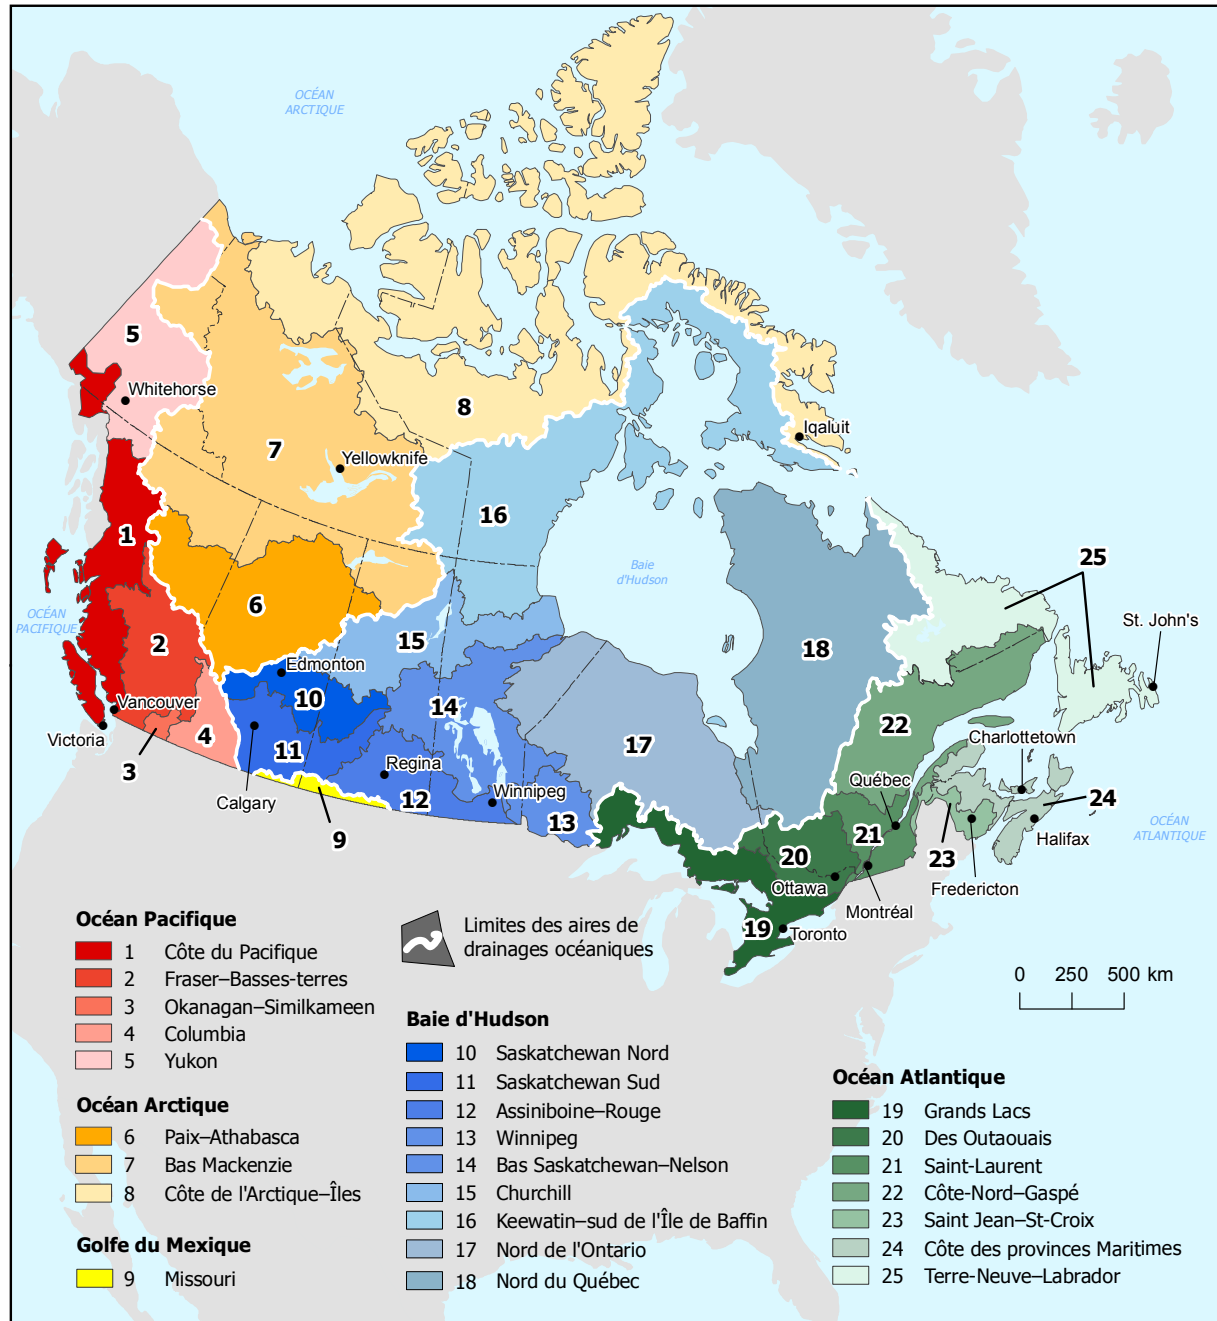 OCÉAN
ARCTIQUE
5
Whitehorse
8
Iqaluit
7
Yellowknife
16
1
Baie
d'Hudson
25
OCÉAN
PACIFIQUE
6
2
15
18
St. John's
Edmonton
10
Vancouver
14
22
Victoria
4
11
17
Charlottetown
3
Regina
Québec
Calgary
12
Winnipeg
24
9
13
21
OCÉAN
ATLANTIQUE
20
23
Halifax
Ottawa
Fredericton
Montréal
19
Toronto
Océan Pacifique
1 Côte du Pacifique
2 Fraser–Basses-terres
3 Okanagan–Similkameen
4 Columbia
5 Yukon
Océan Arctique
6 Paix–Athabasca
7 Bas Mackenzie
8 Côte de l'Arctique–Îles
Golfe du Mexique
9 Missouri
Limites des aires de
drainages océaniques
Baie d'Hudson
10 Saskatchewan Nord
11 Saskatchewan Sud
12 Assiniboine–Rouge
13 Winnipeg
14 Bas Saskatchewan–Nelson
15 Churchill
16 Keewatin–sud de l'Île de Baffin
17 Nord de l'Ontario
18 Nord du Québec
0 250 500 km
Océan Atlantique
19 Grands Lacs
20 Des Outaouais
21 Saint-Laurent
22 Côte-Nord–Gaspé
23 Saint Jean–St-Croix
24 Côte des provinces Maritimes
25 Terre-Neuve–Labrador